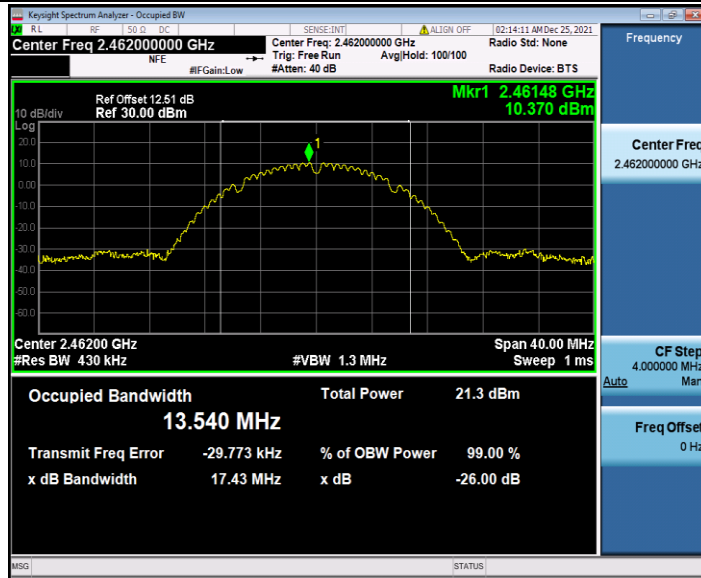 Keysight Spectrum Analyzer - Occupied BW
RL RF 50 Ω DC SENSE:INT ALIGN OFF 02:14:11 AM Dec 25, 2021
Center Freq 2.462000000 GHz
NFE
#IFGain:Low
Center Freq: 2.462000000 GHz
Trig: Free Run Avg|Hold: 100/100
#Atten: 40 dB
Radio Std: None
Radio Device: BTS
Frequency
Ref Offset 12.51 dB
10 dB/div Ref 30.00 dBm
Mkr1 2.46148 GHz
10.370 dBm
Log
20.0
10.0
0.00
-10.0
-20.0
-30.0
-40.0
-50.0
-60.0
1
Center 2.46200 GHz Span 40.00 MHz
#Res BW 430 kHz #VBW 1.3 MHz Sweep 1 ms
Occupied Bandwidth
13.540 MHz
Total Power 21.3 dBm
Transmit Freq Error -29.773 kHz % of OBW Power 99.00 %
x dB Bandwidth 17.43 MHz x dB -26.00 dB
Center Freq
2.462000000 GHz
CF Step
4.000000 MHz
Auto Man
Freq Offset
0 Hz
MSG STATUS